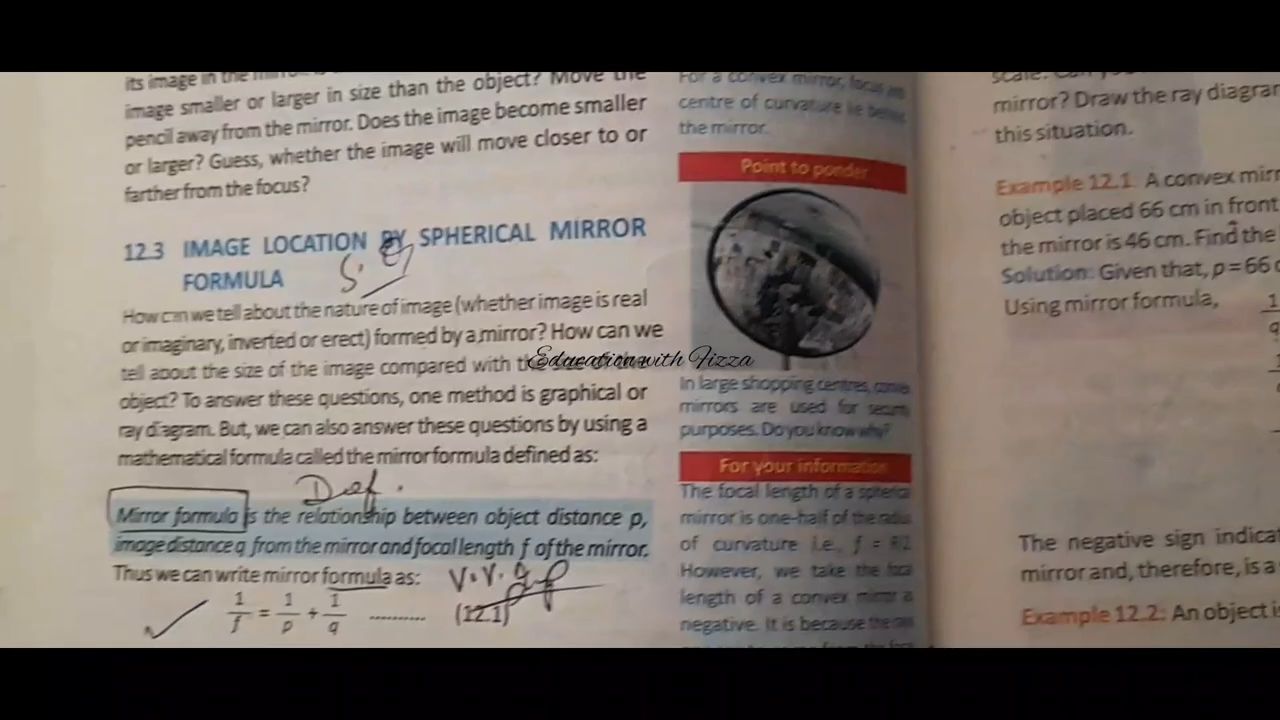 its image in the
image smaller or larger in size than the object? Move the
pencil away from the mirror. Does the image become smaller
or larger? Guess, whether the image will move closer to or
farther from the focus?
12.3 IMAGE LOCATION BY SPHERICAL MIRROR
FORMULA
How can we tell about the nature of image (whether image is real
or imaginary, inverted or erect) formed by a mirror? How can we
tell about the size of the image compared with
object? To answer these questions, one method is graphical or
ray diagram. But, we can also answer these questions by using a
mathematical formula called the mirror formula defined as:
Def.
Mirror formula is the relationship between object distance p,
image distance q from the mirror and focal length f of the mirror.
Thus we can write mirror formula as:
1/f = 1/p + 1/q .......... (12.1)
Education with Fizza
For a convex mirror, focus and
centre of curvature lie
the mirror.
Point to ponder
In large shopping centres, convex
mirrors are used for security
purposes. Do you know why?
For your information
The focal length of a spherical
mirror is one-half of the radius
of curvature i.e., f = R/2
However, we take the focal
length of a convex mirror
negative. It is because the
mirror? Draw the ray diagra
this situation.
Example 12.1: A convex mirr
object placed 66 cm in front
the mirror is 46 cm. Find the
Solution: Given that, p = 66
Using mirror formula,
The negative sign indica
mirror and, therefore, is a
Example 12.2: An object i